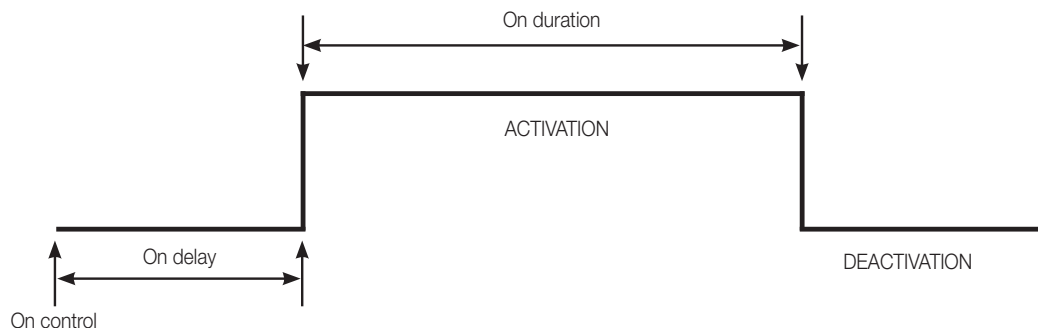 On duration
ACTIVATION
On delay
DEACTIVATION
On control